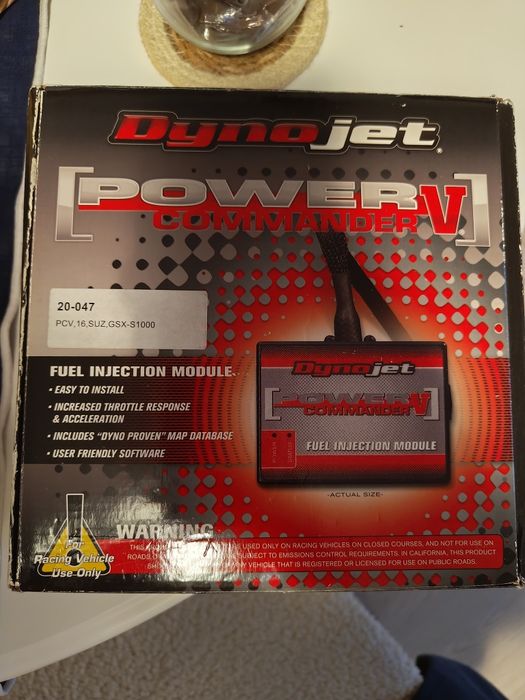 Dynojet
POWER
COMMANDER V
20-047
PCV,16,SUZ,GSX-S1000
FUEL INJECTION MODULE
• EASY TO INSTALL
• INCREASED THROTTLE RESPONSE
& ACCELERATION
• INCLUDES "DYNO PROVEN" MAP DATABASE
• USER FRIENDLY SOFTWARE
Dynojet
POWER
COMMANDER V
FUEL INJECTION MODULE
-ACTUAL SIZE-
For
Racing Vehicle
Use Only
WARNING
THIS USED ONLY ON RACING VEHICLES ON CLOSED COURSES, AND NOT FOR USE ON
ROADS, SUBJECT TO EMISSIONS CONTROL REQUIREMENTS. IN CALIFORNIA, THIS PRODUCT
ANY VEHICLE THAT IS REGISTERED OR LICENSED FOR USE ON PUBLIC ROADS.